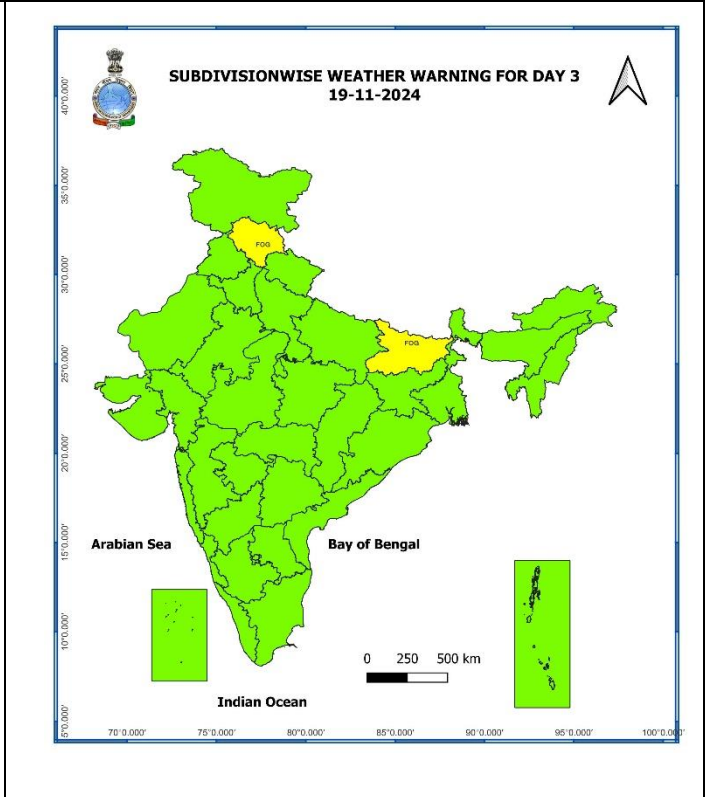 SUBDIVISIONWISE WEATHER WARNING FOR DAY 3
19-11-2024
40°0.000'
35°0.000'
30°0.000'
25°0.000'
20°0.000'
15°0.000'
10°0.000'
5°0.000'
FOG
FOG
Arabian Sea
Bay of Bengal
0 250 500 km
Indian Ocean
70°0.000' 75°0.000' 80°0.000' 85°0.000' 90°0.000' 95°0.000' 100°0.000'